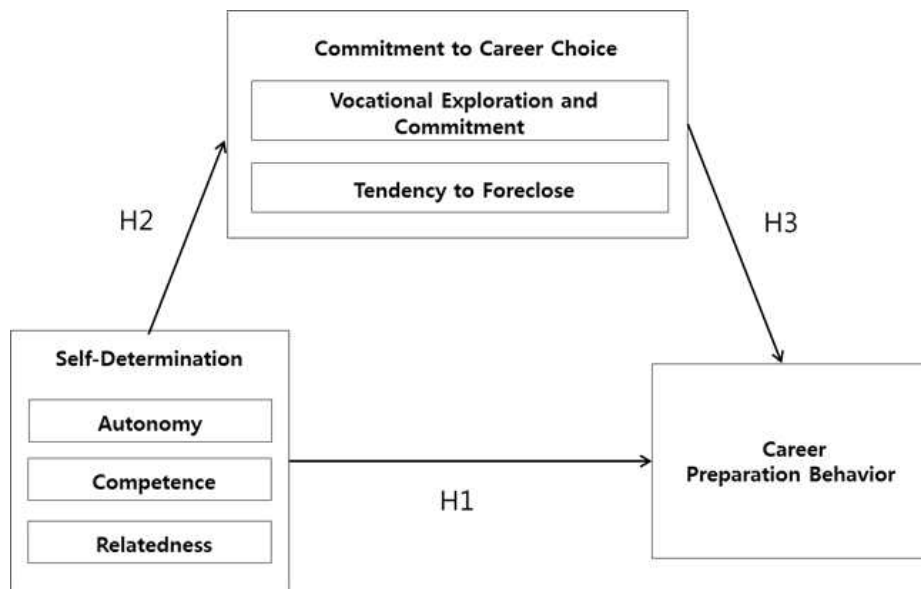 Commitment to Career Choice
Vocational Exploration and
Commitment
Tendency to Foreclose
H2
H3
Self-Determination
Autonomy
Competence
Relatedness
H1
Career
Preparation Behavior